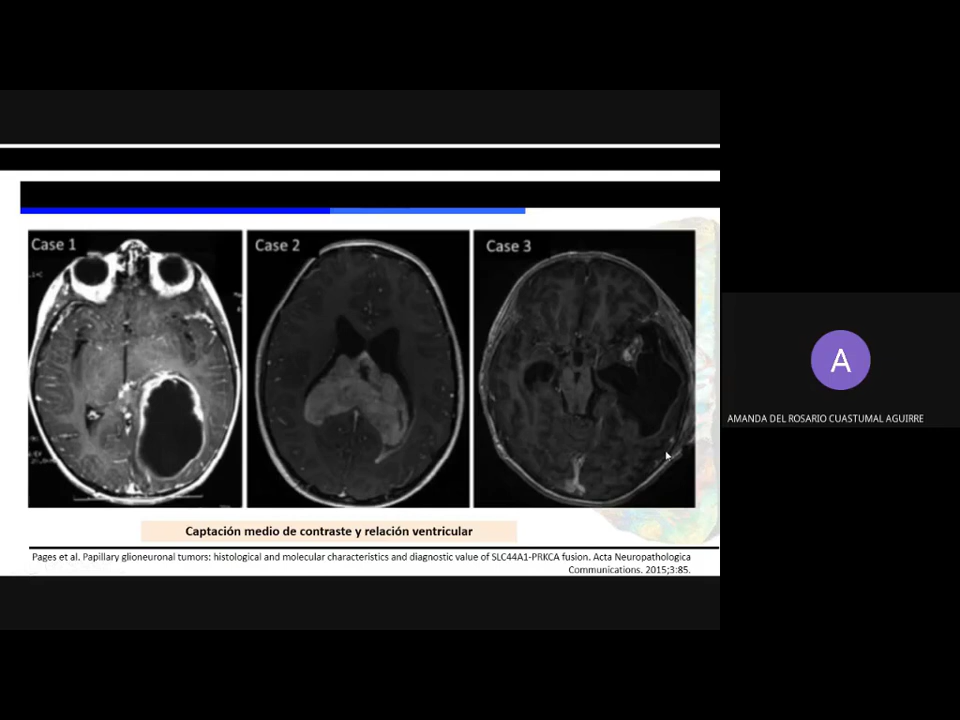 Case 1
Case 2
Case 3
Captación medio de contraste y relación ventricular
Pages et al. Papillary glioneuronal tumors: histological and molecular characteristics and diagnostic value of SLC44A1-PRKCA fusion. Acta Neuropathologica
Communications. 2015;3:85.
A
AMANDA DEL ROSARIO CUASTUMAL AGUIRRE